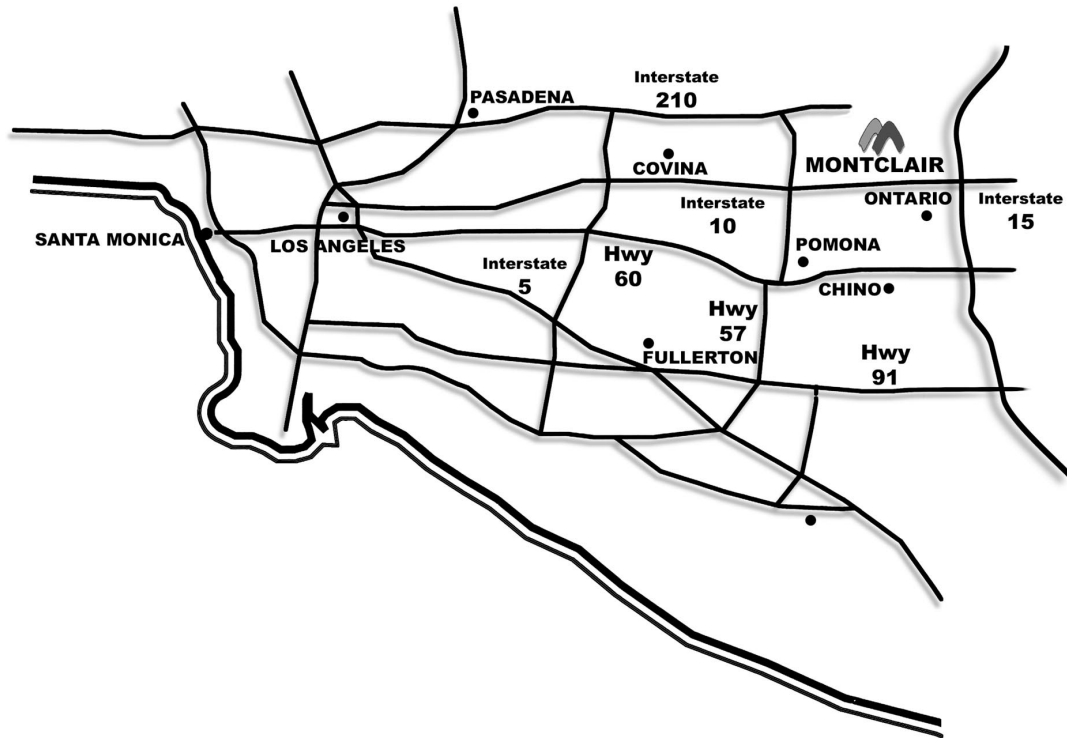 Interstate
210
PASADENA
COVINA
MONTCLAIR
Interstate
10
ONTARIO
Interstate
15
SANTA MONICA
LOS ANGELES
Interstate
5
Hwy
60
POMONA
CHINO
Hwy
57
FULLERTON
Hwy
91